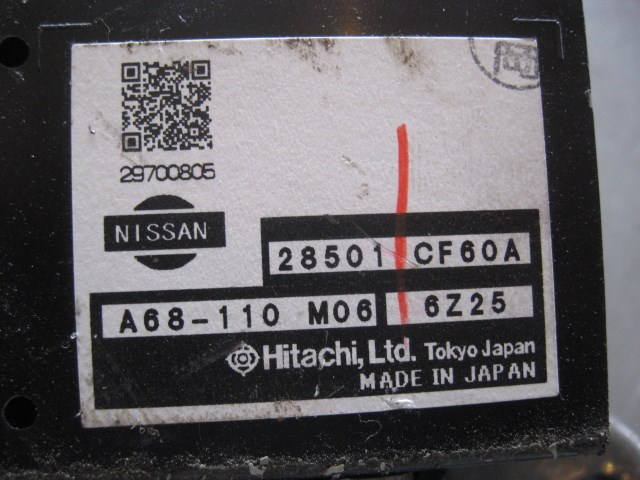 29700805
NISSAN
28501 CF60A
A68-110 M06 6Z25
Hitachi, Ltd. Tokyo Japan
MADE IN JAPAN